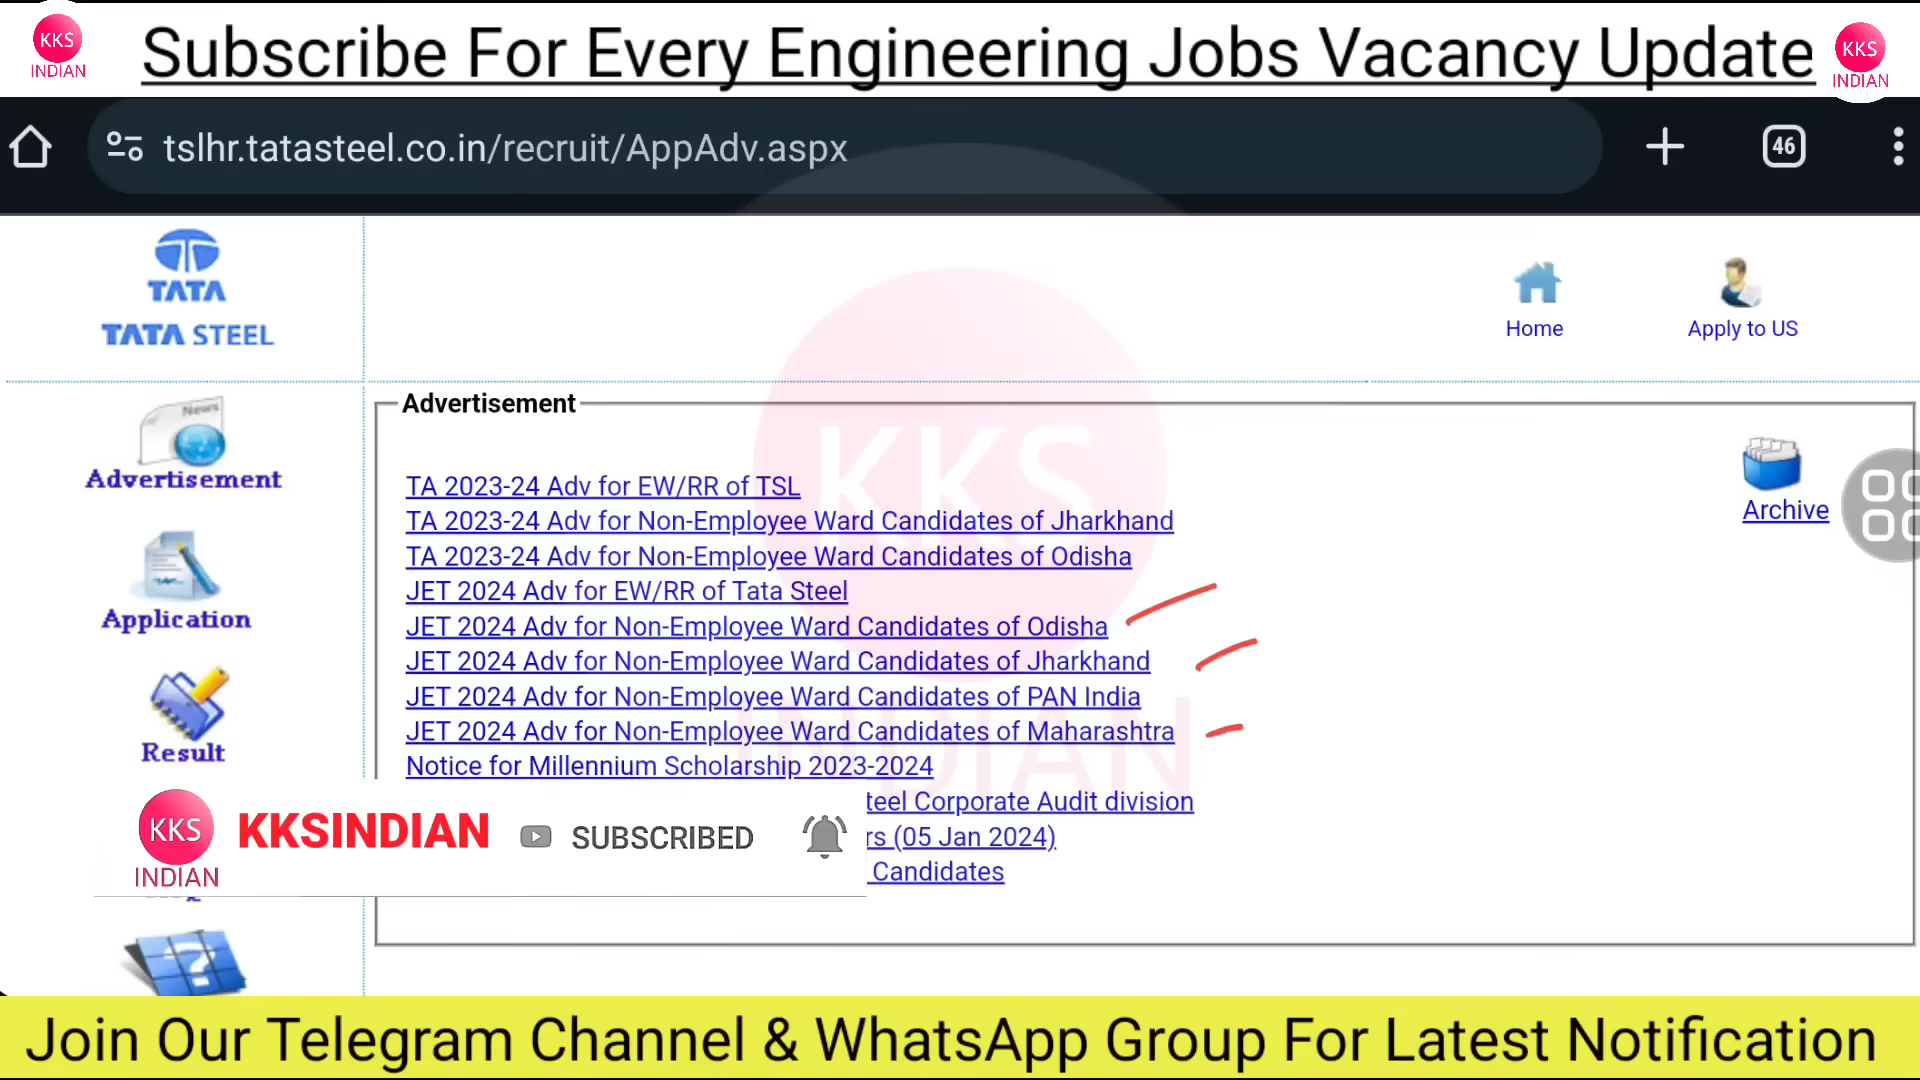 KKS
INDIAN
Subscribe For Every Engineering Jobs Vacancy Update
KKS
INDIAN
tslhr.tatasteel.co.in/recruit/AppAdv.aspx
46
TATA
TATA STEEL
Home
Apply to US
News
Advertisement
Application
Result
Advertisement
Archive
TA 2023-24 Adv for EW/RR of TSL
TA 2023-24 Adv for Non-Employee Ward Candidates of Jharkhand
TA 2023-24 Adv for Non-Employee Ward Candidates of Odisha
JET 2024 Adv for EW/RR of Tata Steel
JET 2024 Adv for Non-Employee Ward Candidates of Odisha
JET 2024 Adv for Non-Employee Ward Candidates of Jharkhand
JET 2024 Adv for Non-Employee Ward Candidates of PAN India
JET 2024 Adv for Non-Employee Ward Candidates of Maharashtra
Notice for Millennium Scholarship 2023-2024
teel Corporate Audit division
rs (05 Jan 2024)
Candidates
KKS
INDIAN
KKS
INDIAN
KKSINDIAN
SUBSCRIBED
Join Our Telegram Channel & WhatsApp Group For Latest Notification